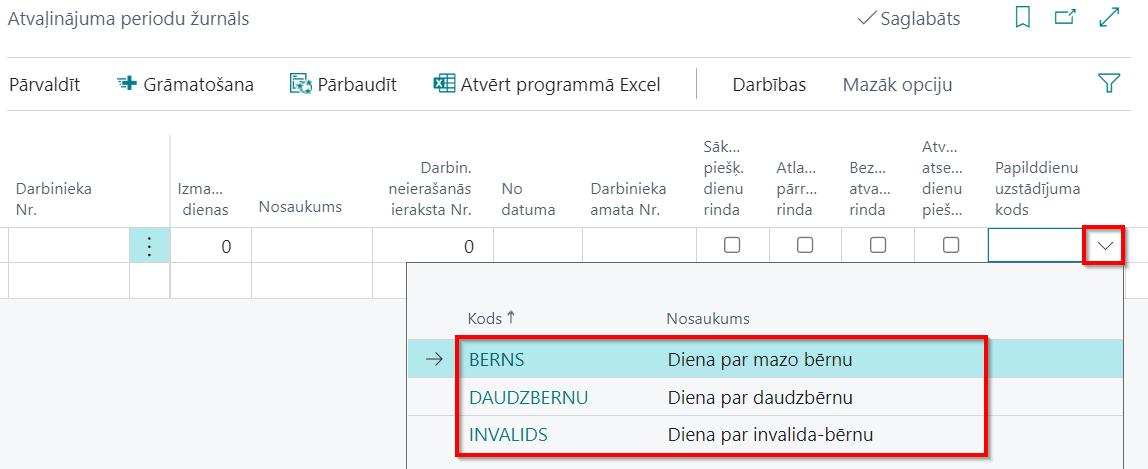 Atvaļinājuma periodu žurnāls
Saglabāts
Pārvaldīt Grāmatošana Pārbaudīt Atvērt programmā Excel Darbības Mazāk opciju
Darbinieka
Nr.
Izma...
dienas
Nosaukums
Darbin.
neierašanās
ieraksta Nr.
No
datuma
Darbinieka
amata Nr.
Sāk...
piešķ.
dienu
rinda
Atla...
pārr...
rinda
Bez...
atva...
rinda
Atv...
atse...
dienu
pieš...
Papilddienu
uzstādījuma
kods
0 0
Kods Nosaukums
BERNS Diena par mazo bērnu
DAUDZBERNU Diena par daudzbērnu
INVALIDS Diena par invalida-bērnu